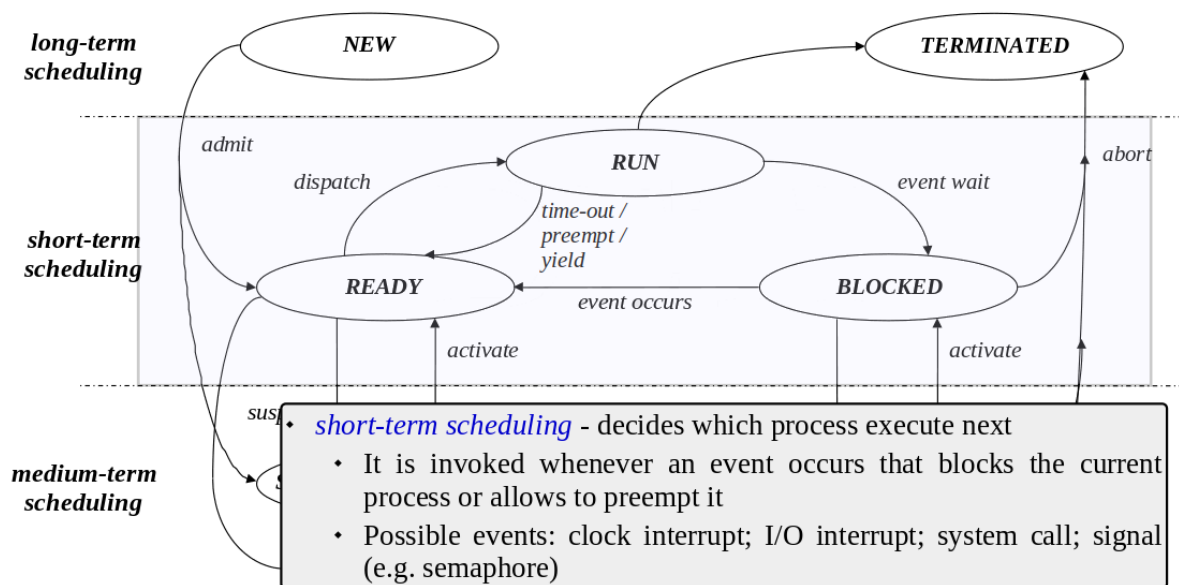 long-term
scheduling
NEW
TERMINATED
admit
RUN
abort
dispatch
event wait
time-out /
preempt /
yield
short-term
scheduling
READY
BLOCKED
event occurs
activate
activate
short-term scheduling - decides which process execute next
medium-term
scheduling
It is invoked whenever an event occurs that blocks the current
process or allows to preempt it
Possible events: clock interrupt; I/O interrupt; system call; signal
(e.g. semaphore)